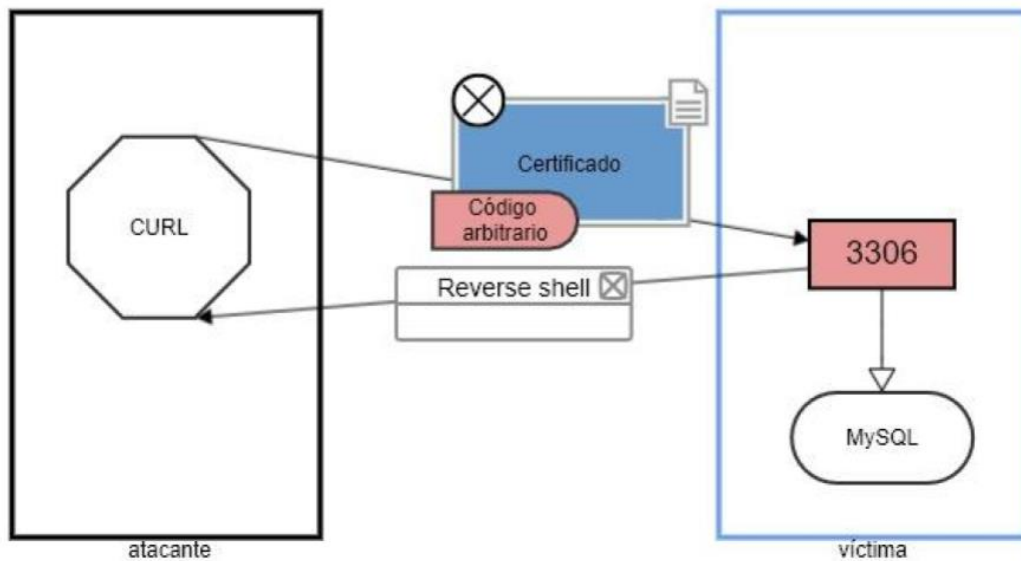 Certificado
CURL
Código
arbitrario
3306
Reverse shell
MySQL
atacante
víctima